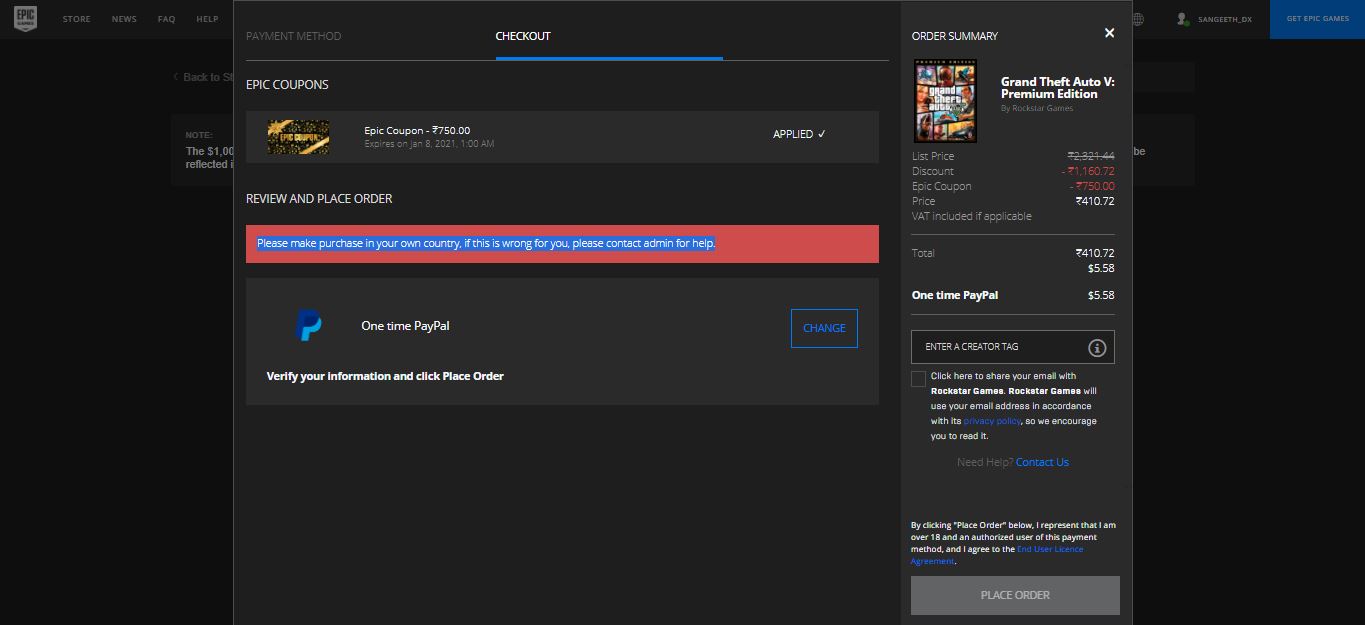 EPIC GAMES
STORE
NEWS
FAQ
HELP
SANGEETH_DX
GET EPIC GAMES
Back to St
NOTE:
The $1,00
reflected i
be
PAYMENT METHOD
CHECKOUT
EPIC COUPONS
EPIC COUPON
Epic Coupon - ₹750.00
Expires on Jan 8, 2021, 1:00 AM
APPLIED ✓
REVIEW AND PLACE ORDER
Please make purchase in your own country, if this is wrong for you, please contact admin for help.
One time PayPal
CHANGE
Verify your information and click Place Order
ORDER SUMMARY
PREMIUM EDITION
grand theft auto V
Grand Theft Auto V:
Premium Edition
By Rockstar Games
List Price ₹2,321.44
Discount - ₹1,160.72
Epic Coupon - ₹750.00
Price ₹410.72
VAT included if applicable
Total ₹410.72
$5.58
One time PayPal $5.58
ENTER A CREATOR TAG
Click here to share your email with
Rockstar Games. Rockstar Games will
use your email address in accordance
with its privacy policy, so we encourage
you to read it.
Need Help? Contact Us
By clicking "Place Order" below, I represent that I am
over 18 and an authorized user of this payment
method, and I agree to the End User Licence
Agreement.
PLACE ORDER